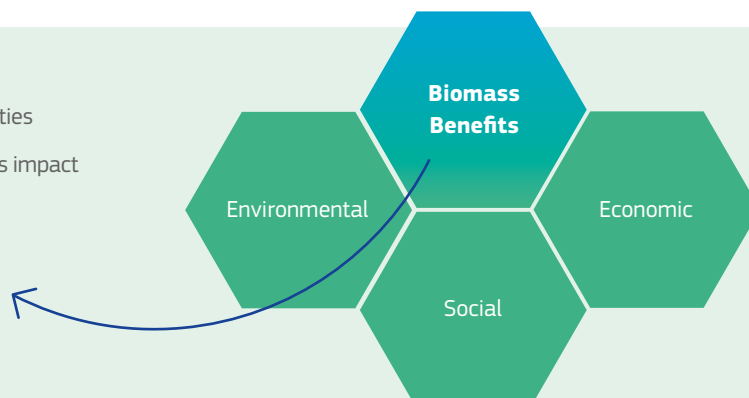 ties
s impact
Biomass
Benefits
Environmental
Economic
Social